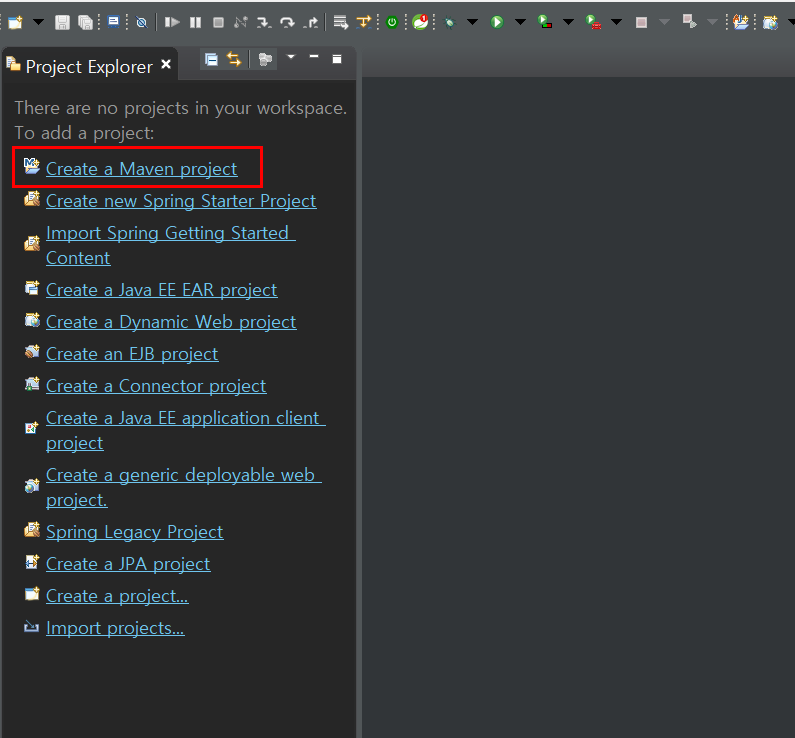 Project Explorer
There are no projects in your workspace.
To add a project:
Create a Maven project
Create new Spring Starter Project
Import Spring Getting Started
Content
Create a Java EE EAR project
Create a Dynamic Web project
Create an EJB project
Create a Connector project
Create a Java EE application client
project
Create a generic deployable web
project.
Spring Legacy Project
Create a JPA project
Create a project...
Import projects...